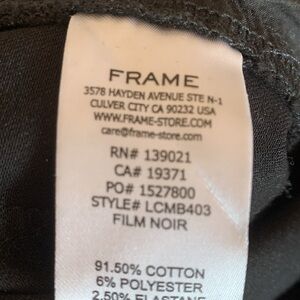 FRAME
3578 HAYDEN AVENUE STE N-1
CULVER CITY CA 90232 USA
WWW.FRAME-STORE.COM
care@frame-store.com
RN# 139021
CA# 19371
PO# 1527800
STYLE# LCMB403
FILM NOIR
91.50% COTTON
6% POLYESTER
2.50% ELASTANE